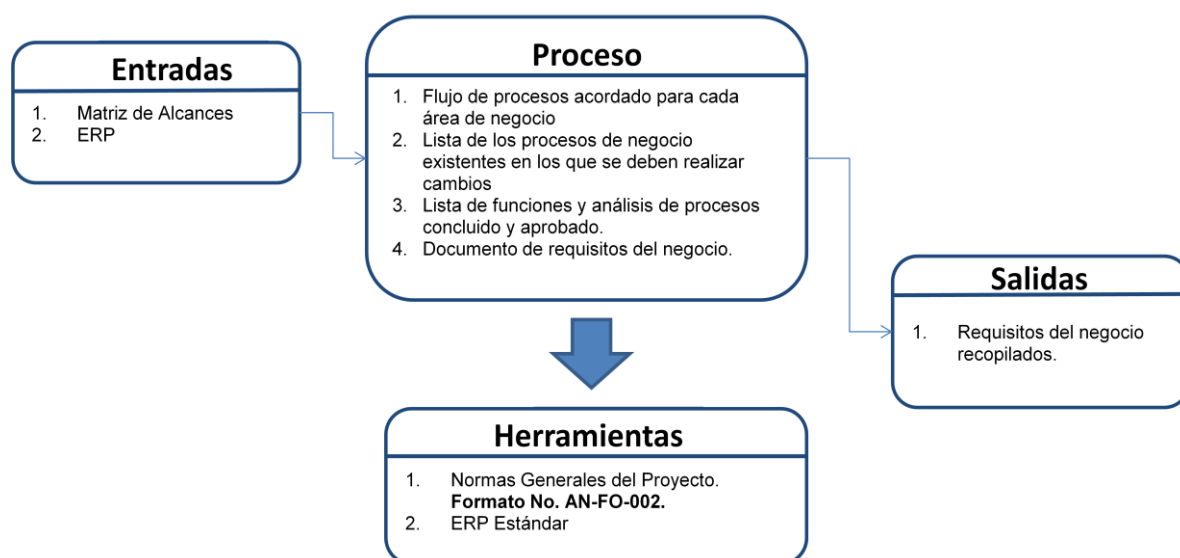 Entradas
1. Matriz de Alcances
2. ERP
Proceso
1. Flujo de procesos acordado para cada
área de negocio
2. Lista de los procesos de negocio
existentes en los que se deben realizar
cambios
3. Lista de funciones y análisis de procesos
concluido y aprobado.
4. Documento de requisitos del negocio.
Salidas
1. Requisitos del negocio
recopilados.
Herramientas
1. Normas Generales del Proyecto.
Formato No. AN-FO-002.
2. ERP Estándar